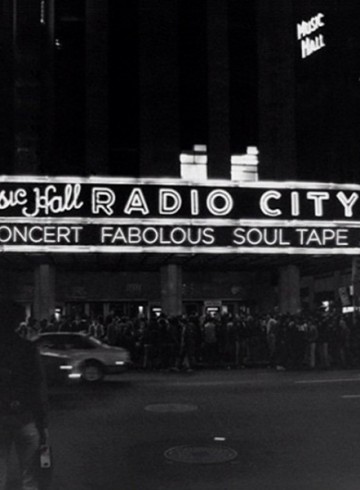 MUSIC
HALL
sic Hall RADIO CITY
ONCERT FABOLOUS SOUL TAPE